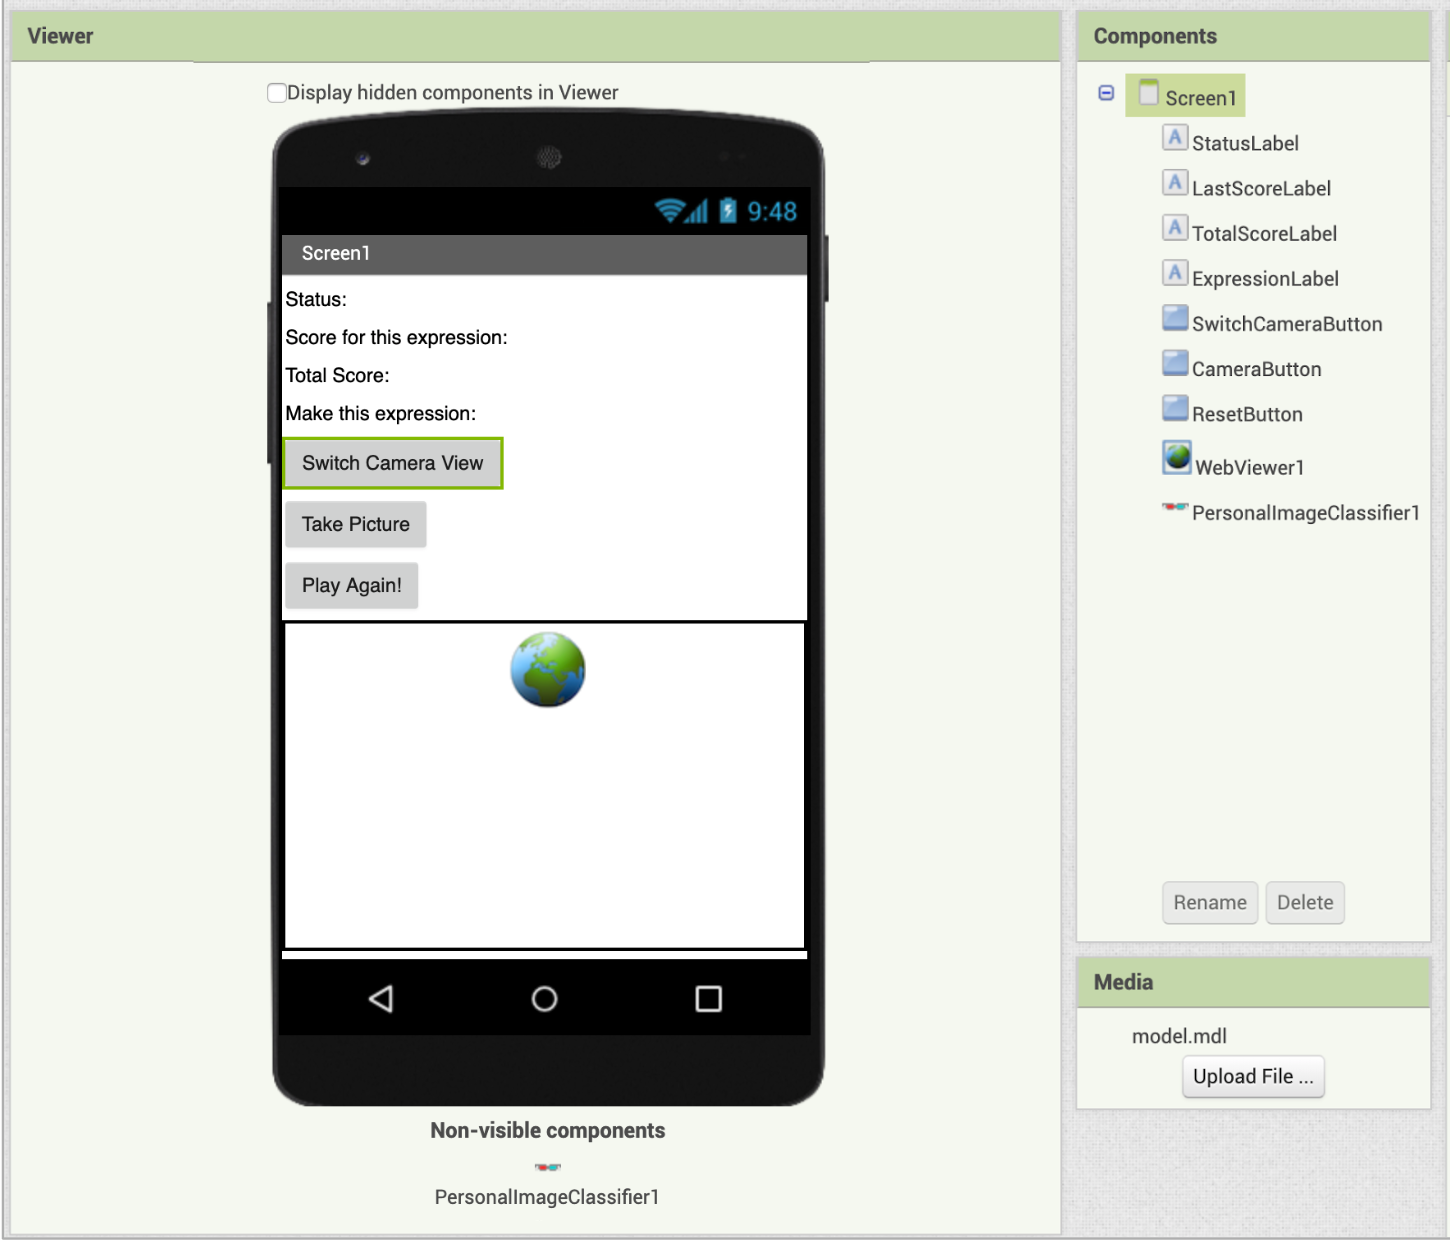 Viewer
Display hidden components in Viewer
9:48
Screen1
Status:
Score for this expression:
Total Score:
Make this expression:
Switch Camera View
Take Picture
Play Again!
Non-visible components
PersonalImageClassifier1
Components
Screen1
A StatusLabel
A LastScoreLabel
A TotalScoreLabel
A ExpressionLabel
SwitchCameraButton
CameraButton
ResetButton
WebViewer1
PersonalImageClassifier1
Rename Delete
Media
model.mdl
Upload File ...